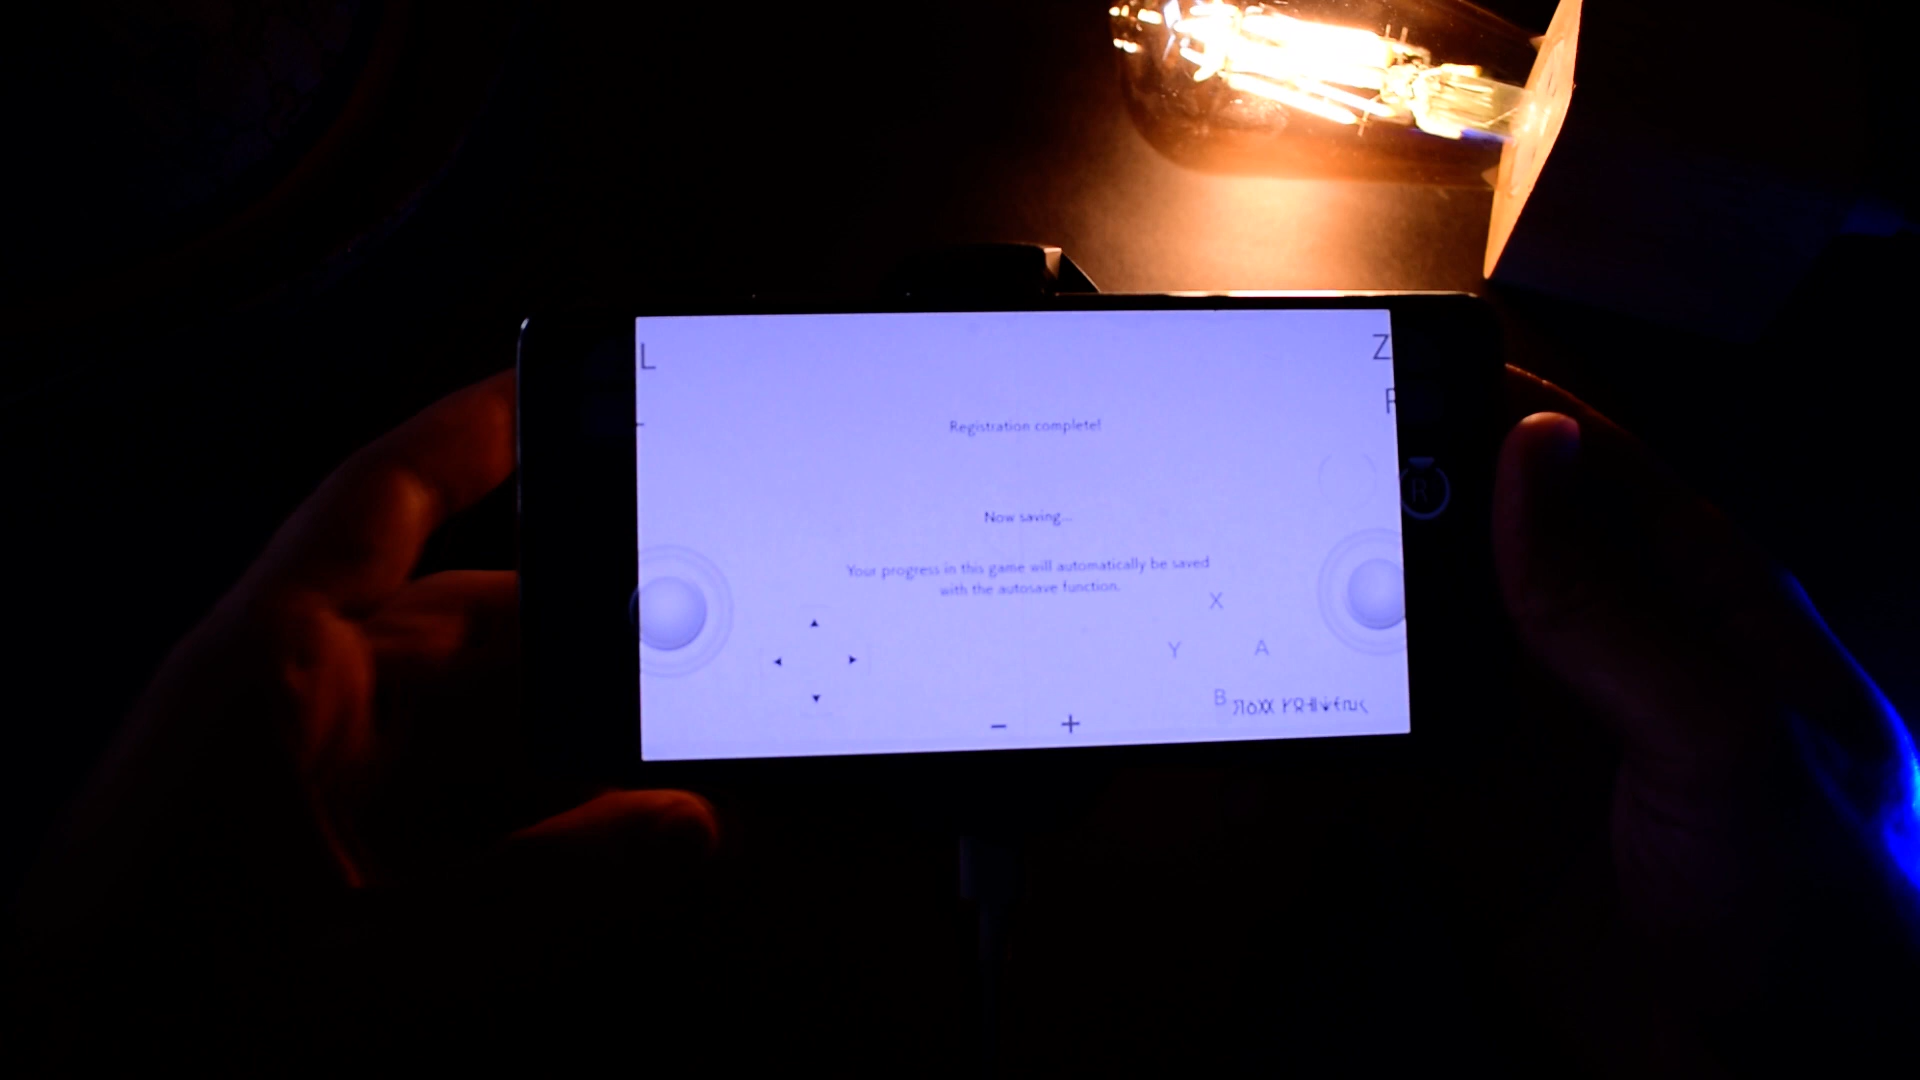 L
Z
R
Registration complete!
R
Now saving...
Your progress in this game will automatically be saved
with the autosave function.
X
Y A
B
- +